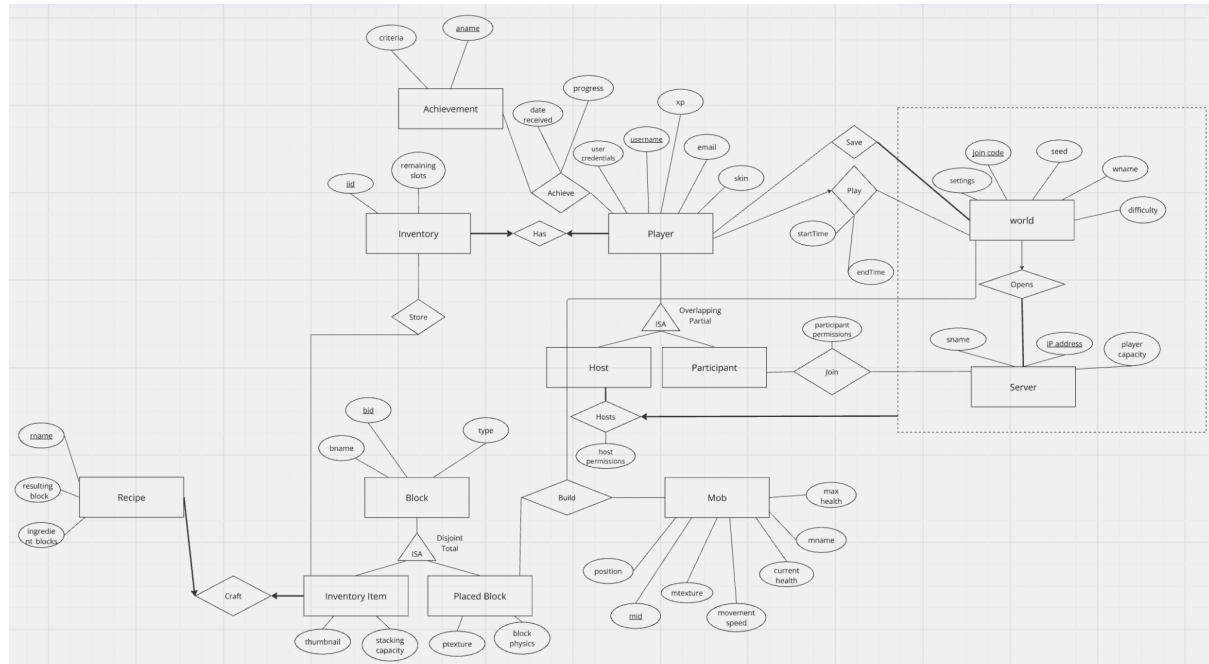 criteria
aname
Achievement
date
received
progress
xp
user
credentials
username
email
skin
Achieve
iid
remaining
slots
Inventory
Has
Player
Save
Play
startTime
endTime
join code
seed
settings
wname
difficulty
world
Opens
Store
ISA
Overlapping
Partial
Host
Participant
participant
permissions
Join
sname
IP address
player
capacity
Server
Hosts
host
permissions
rname
resulting
block
ingredie
nt blocks
Recipe
bid
bname
type
Block
ISA
Disjoint
Total
Build
Mob
max
health
mname
current
health
position
mtexture
mid
movement
speed
Craft
Inventory Item
Placed Block
thumbnail
stacking
capacity
ptexture
block
physics